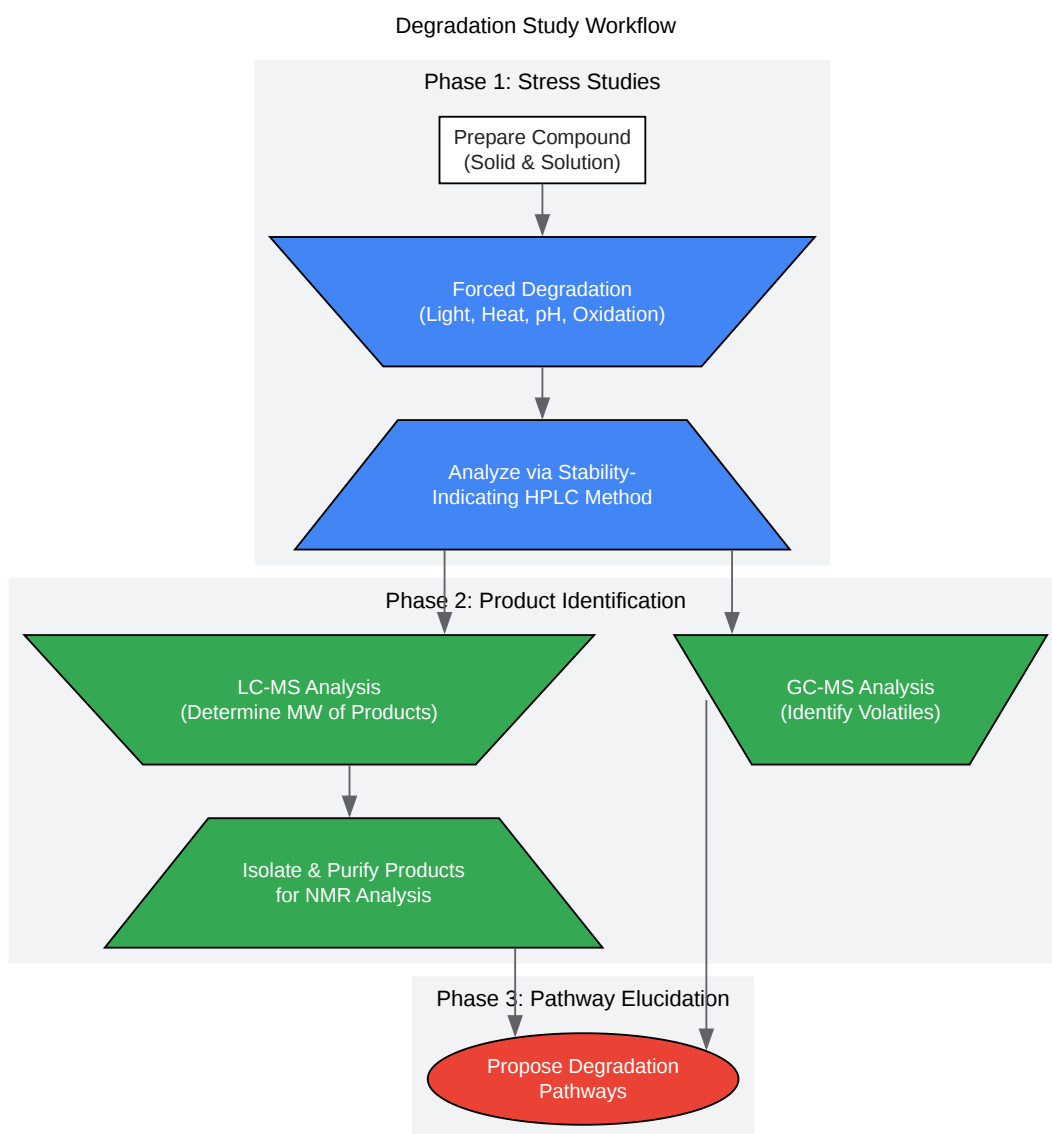 Degradation Study Workflow
Phase 1: Stress Studies
Prepare Compound
(Solid & Solution)
Forced Degradation
(Light, Heat, pH, Oxidation)
Analyze via Stability-
Indicating HPLC Method
Phase 2: Product Identification
LC-MS Analysis
(Determine MW of Products)
GC-MS Analysis
(Identify Volatiles)
Isolate & Purify Products
for NMR Analysis
Phase 3: Pathway Elucidation
Propose Degradation
Pathways